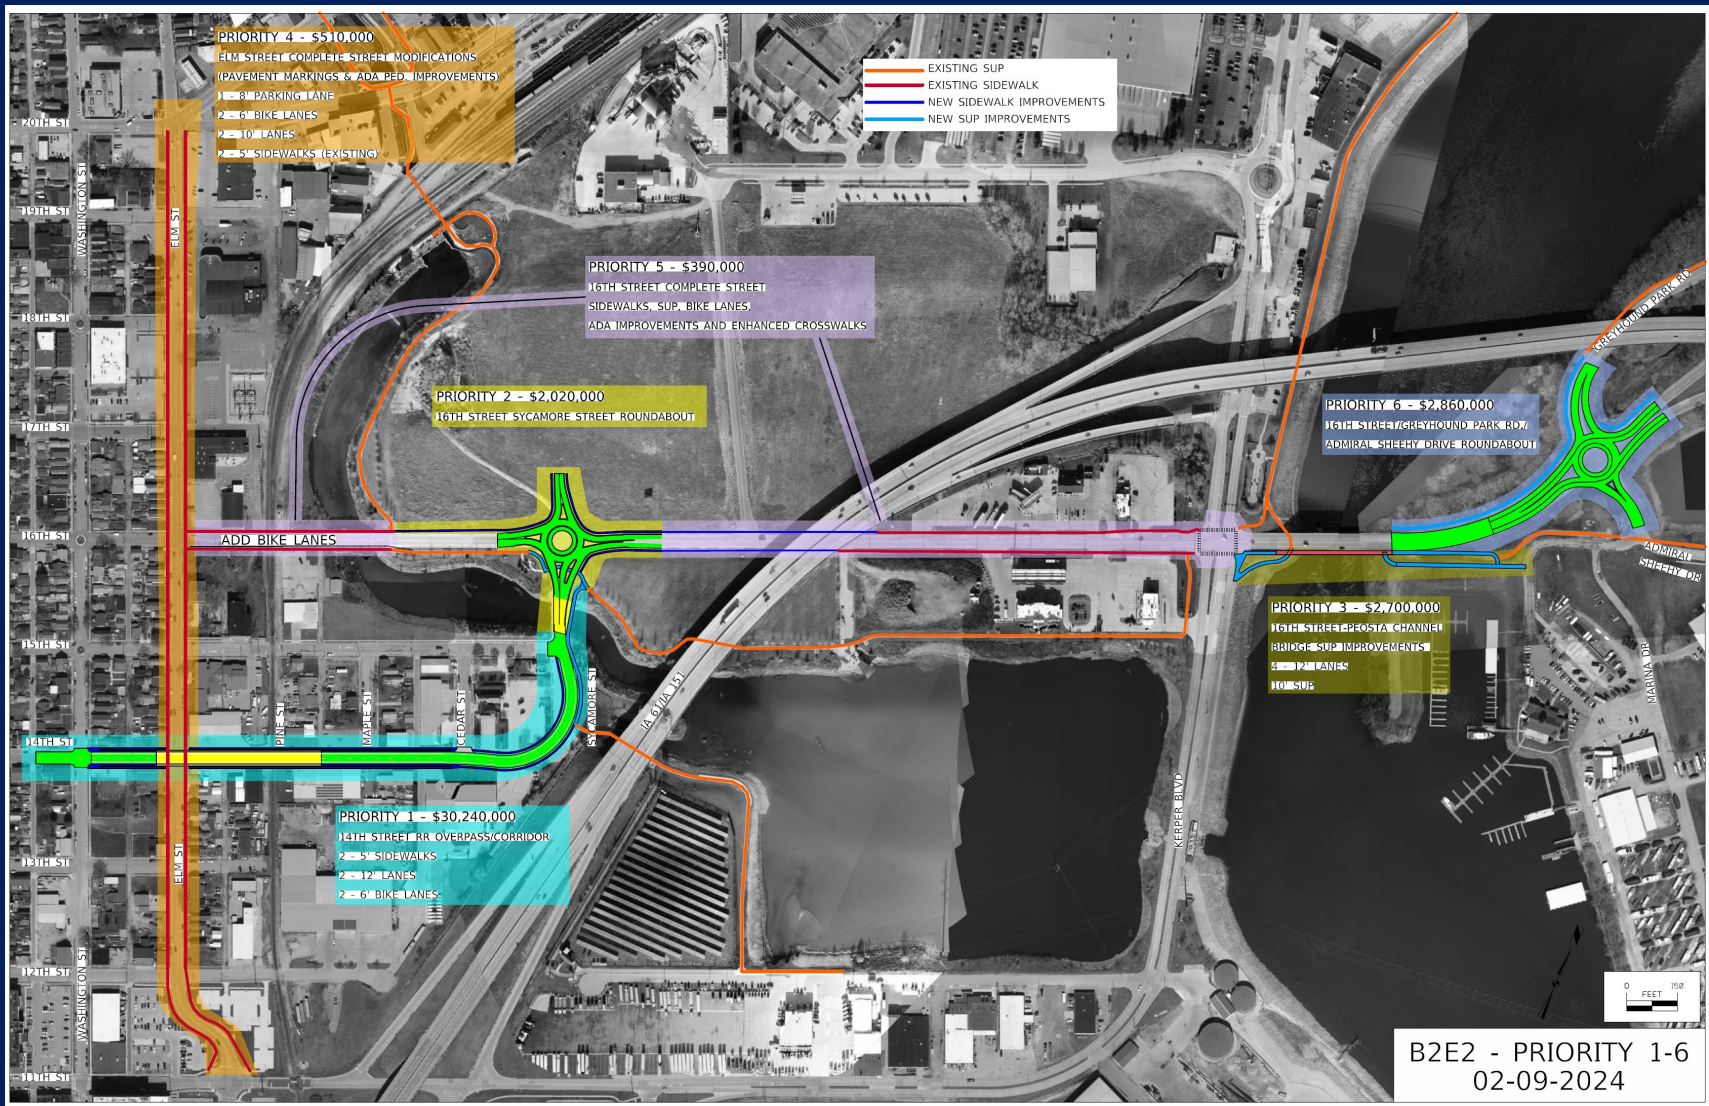 PRIORITY 4 - $510,000
ELM STREET COMPLETE STREET MODIFICATIONS
(PAVEMENT MARKINGS & ADA PED. IMPROVEMENTS)
1 - 8' PARKING LANE
2 - 6' BIKE LANES
2 - 10' LANES
2 - 5' SIDEWALKS (EXISTING)
EXISTING SUP
EXISTING SIDEWALK
NEW SIDEWALK IMPROVEMENTS
NEW SUP IMPROVEMENTS
20TH ST
WASHINGTON ST
19TH ST
ELM ST
PRIORITY 5 - $390,000
16TH STREET COMPLETE STREET
SIDEWALKS, SUP, BIKE LANES,
ADA IMPROVEMENTS AND ENHANCED CROSSWALKS
GREYHOUND PARK RD.
18TH ST
PRIORITY 2 - $2,020,000
16TH STREET SYCAMORE STREET ROUNDABOUT
PRIORITY 6 - $2,860,000
16TH STREET/GREYHOUND PARK RD./
ADMIRAL SHEEHY DRIVE ROUNDABOUT
17TH ST
16TH ST
ADD BIKE LANES
ADMIRAL
SHEEHY DR
PRIORITY 3 - $2,700,000
16TH STREET-PEOSTA CHANNEL
BRIDGE SUP IMPROVEMENTS
4 - 12' LANES
10' SUP
15TH ST
PINE ST
MAPLE ST
CEDAR ST
SYCAMORE ST
IA 61/IA 151
MARINA DR
14TH ST
KERPER BLVD
PRIORITY 1 - $30,240,000
14TH STREET RR OVERPASS/CORRIDOR
2 - 5' SIDEWALKS
2 - 12' LANES
2 - 6' BIKE LANES
13TH ST
ELM ST
12TH ST
WASHINGTON ST
11TH ST
0 150
FEET
B2E2 - PRIORITY 1-6
02-09-2024